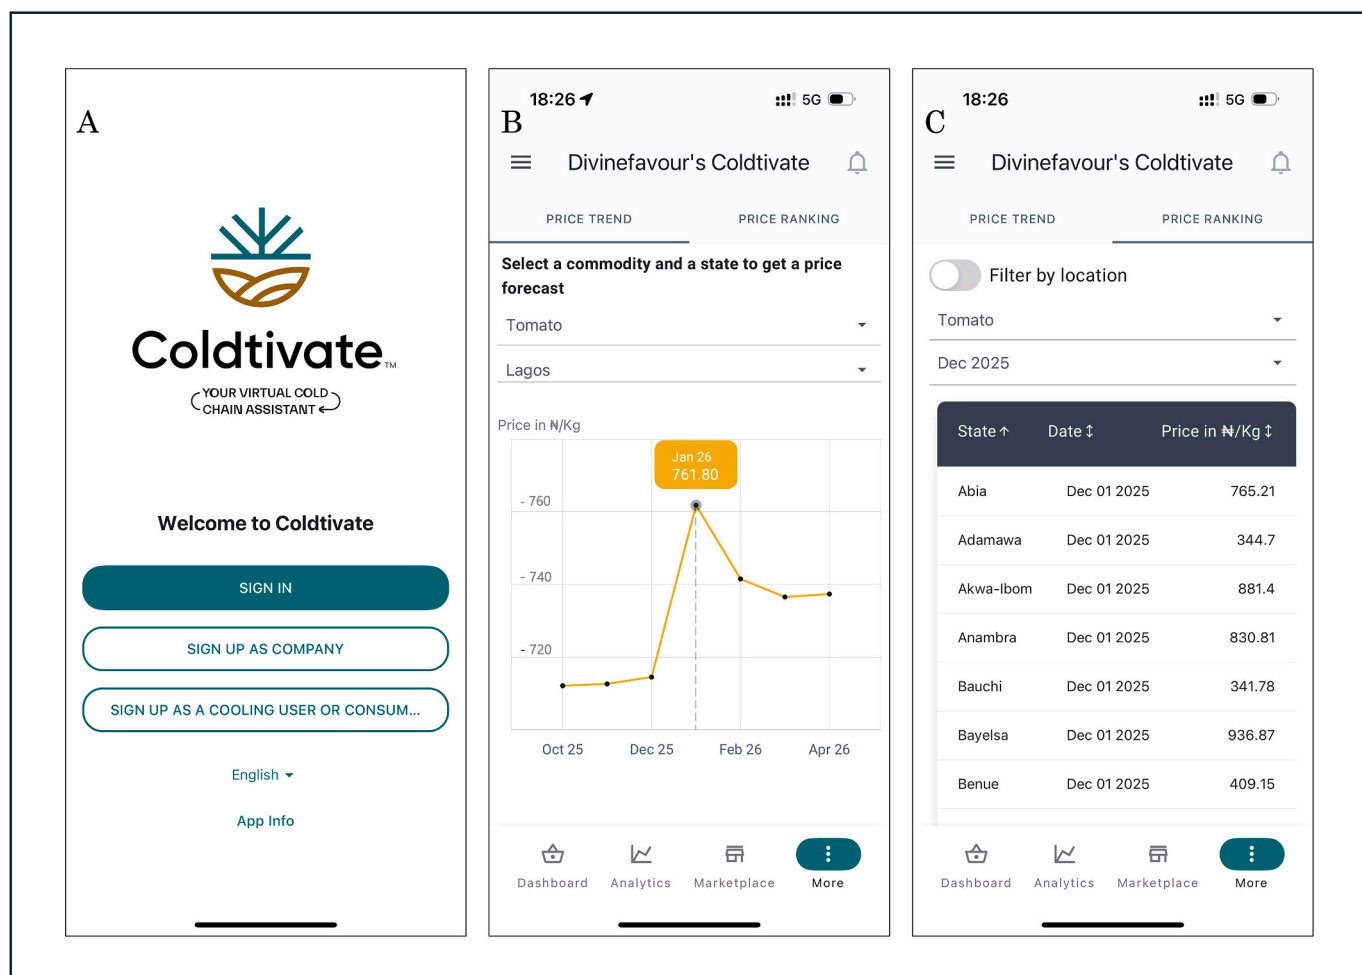 A
Coldtivate™
YOUR VIRTUAL COLD
CHAIN ASSISTANT
Welcome to Coldtivate
SIGN IN
SIGN UP AS COMPANY
SIGN UP AS A COOLING USER OR CONSUM...
English
App Info
B
18:26
5G
Divinefavour's Coldtivate
PRICE TREND PRICE RANKING
Select a commodity and a state to get a price
forecast
Tomato
Lagos
Price in ₦/Kg
Jan 26
761.80
- 760
- 740
- 720
Oct 25 Dec 25 Feb 26 Apr 26
Dashboard Analytics Marketplace More
C
18:26
5G
Divinefavour's Coldtivate
PRICE TREND PRICE RANKING
Filter by location
Tomato
Dec 2025
State ↑ Date ↕ Price in ₦/Kg ↕
Abia Dec 01 2025 765.21
Adamawa Dec 01 2025 344.7
Akwa-Ibom Dec 01 2025 881.4
Anambra Dec 01 2025 830.81
Bauchi Dec 01 2025 341.78
Bayelsa Dec 01 2025 936.87
Benue Dec 01 2025 409.15
Dashboard Analytics Marketplace More